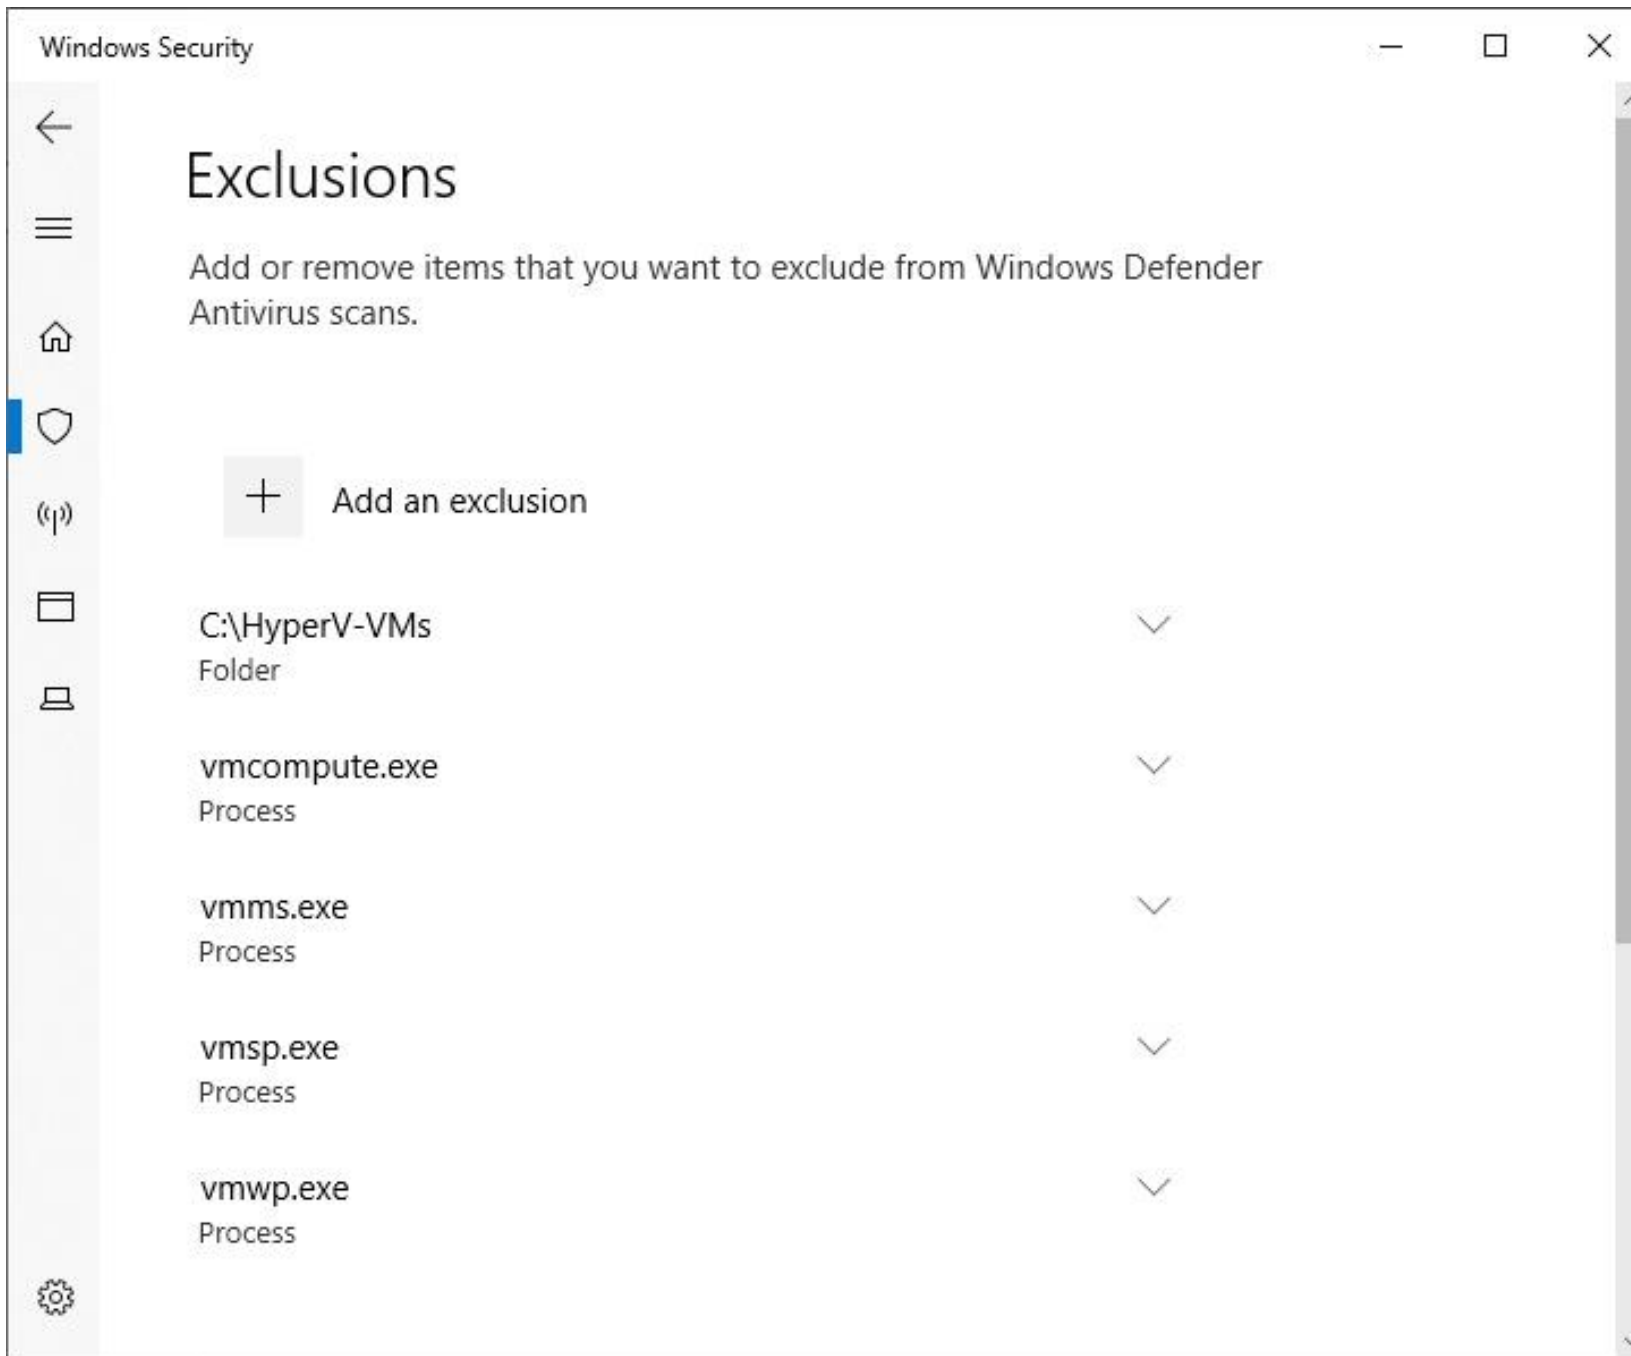 Windows Security
Exclusions
Add or remove items that you want to exclude from Windows Defender
Antivirus scans.
Add an exclusion
C:\HyperV-VMs
Folder
vmcompute.exe
Process
vmms.exe
Process
vmsp.exe
Process
vmwp.exe
Process